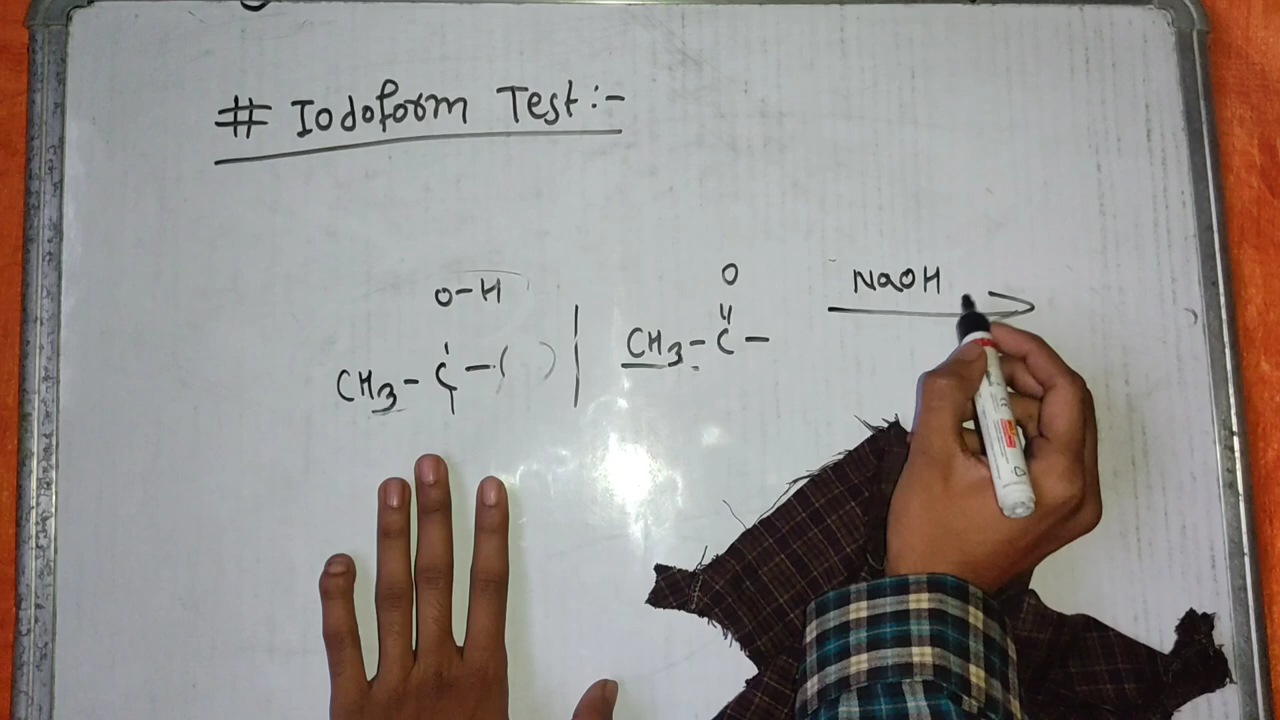 # Iodoform Test:-
O-H
CH3-C-( )
O
CH3-C-
NaOH